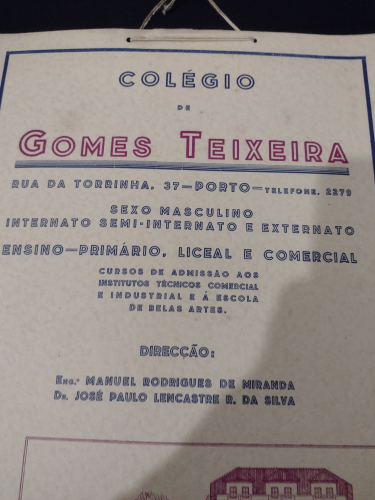 COLÉGIO
DE
GOMES TEIXEIRA
RUA DA TORRINHA, 37—PORTO—TELEFONE, 2279
SEXO MASCULINO
INTERNATO SEMI-INTERNATO E EXTERNATO
ENSINO—PRIMÁRIO, LICEAL E COMERCIAL
CURSOS DE ADMISSÃO AOS
INSTITUTOS TÉCNICOS COMERCIAL
E INDUSTRIAL E Á ESCOLA
DE BELAS ARTES.
DIRECÇÃO:
ENG.º MANUEL RODRIGUES DE MIRANDA
DR. JOSÉ PAULO LENCASTRE R. DA SILVA